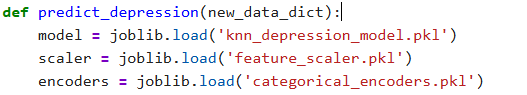 def predict_depression(new_data_dict):
    model = joblib.load('knn_depression_model.pkl')
    scaler = joblib.load('feature_scaler.pkl')
    encoders = joblib.load('categorical_encoders.pkl')